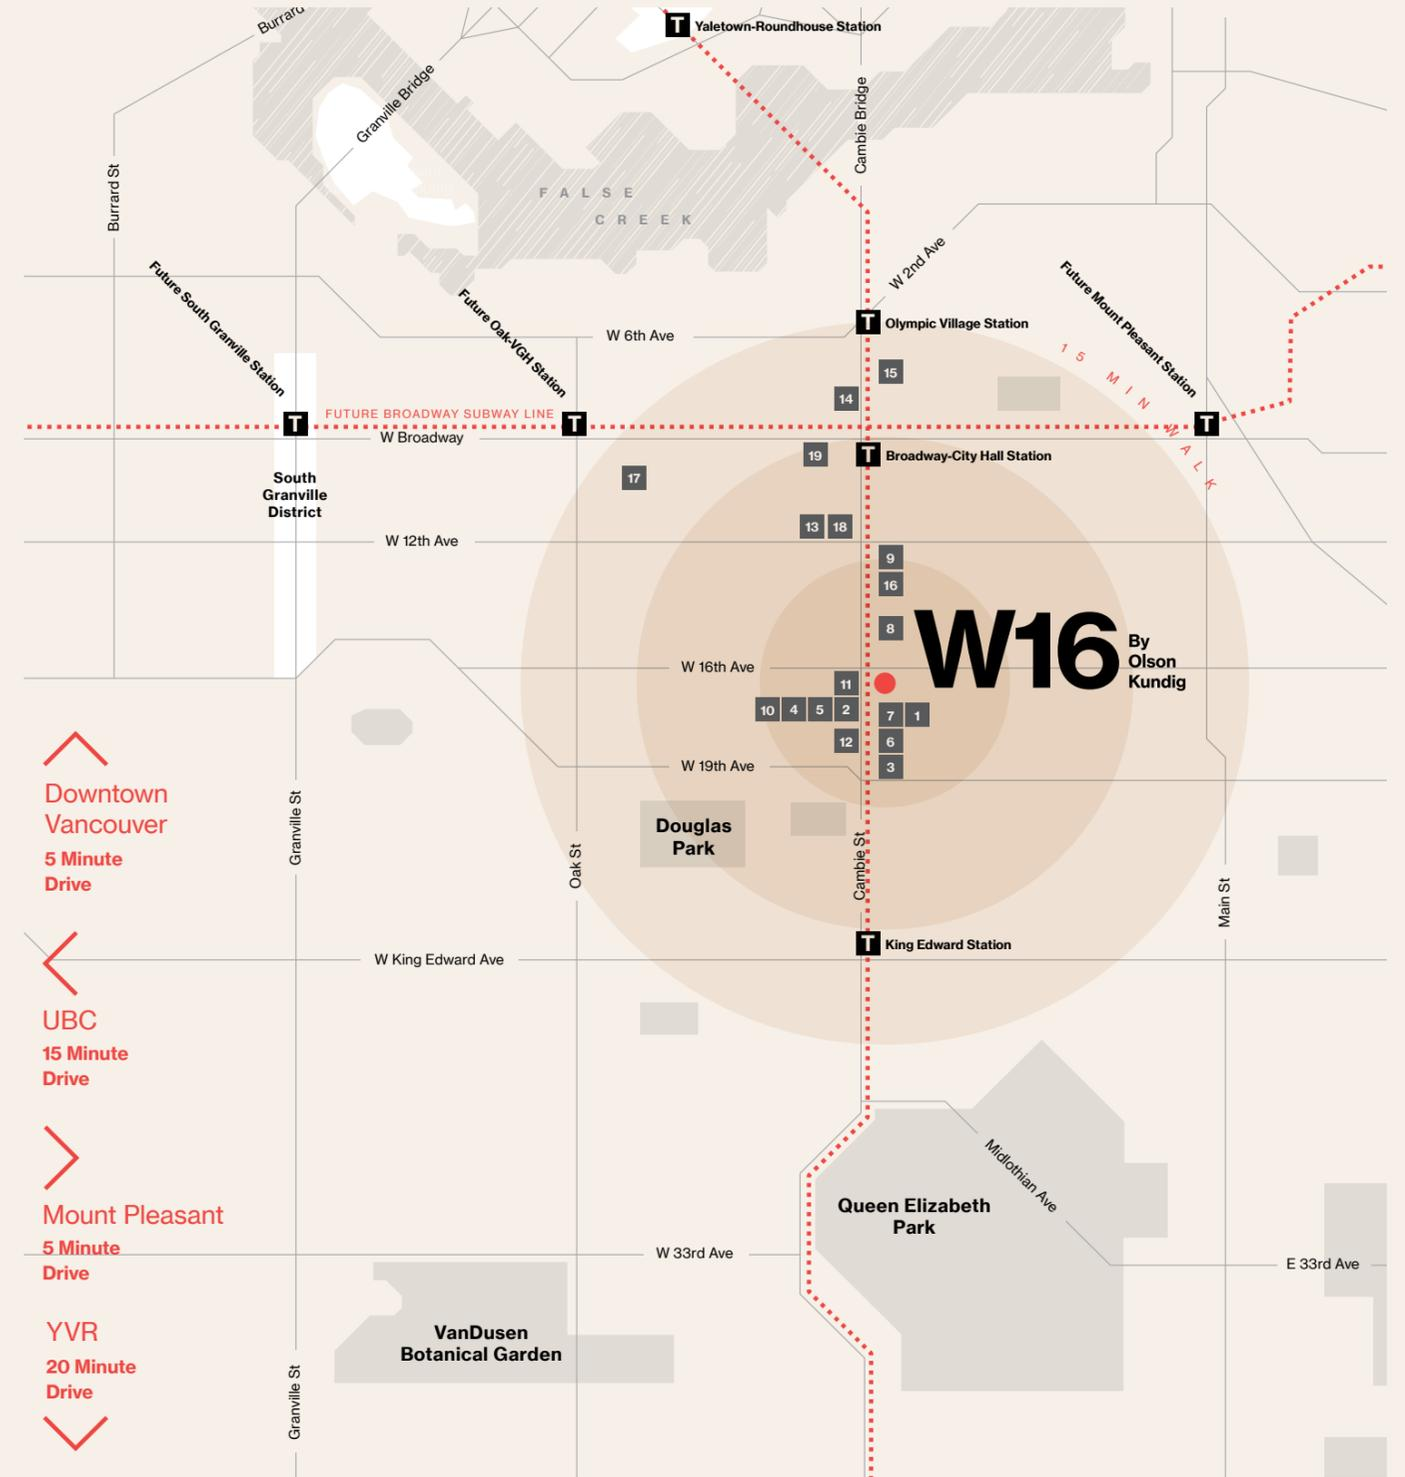 Burrard
T
Yaletown-Roundhouse Station
Granville Bridge
Cambie Bridge
Burrard St
FALSE
CREEK
W 2nd Ave
Future South Granville Station
Future Oak-VGH Station
Future Mount Pleasant Station
T
Olympic Village Station
W 6th Ave
15 MIN WALK
15
14
FUTURE BROADWAY SUBWAY LINE
T
T
T
W Broadway
19
T
Broadway-City Hall Station
17
South
Granville
District
13
18
W 12th Ave
9
16
8
W16
By
Olson
Kundig
W 16th Ave
11
10
4
5
2
7
1
12
6
3
W 19th Ave
Downtown
Vancouver
5 Minute
Drive
Granville St
Oak St
Douglas
Park
Cambie St
Main St
T
King Edward Station
W King Edward Ave
UBC
15 Minute
Drive
Midlothian Ave
Mount Pleasant
5 Minute
Drive
Queen Elizabeth
Park
W 33rd Ave
E 33rd Ave
YVR
20 Minute
Drive
VanDusen
Botanical Garden
Granville St